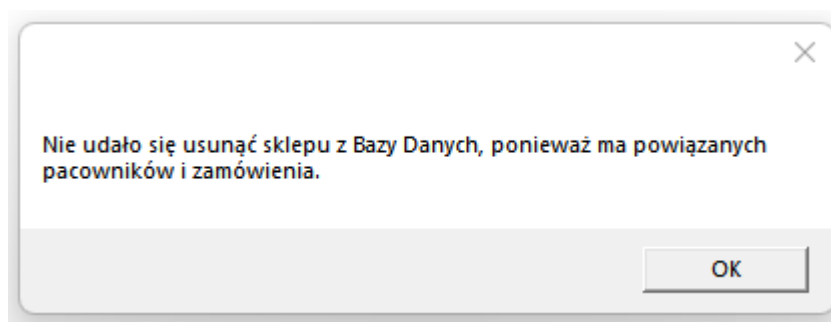 Nie udało się usunąć sklepu z Bazy Danych, ponieważ ma powiązanych
pacowników i zamówienia.
OK